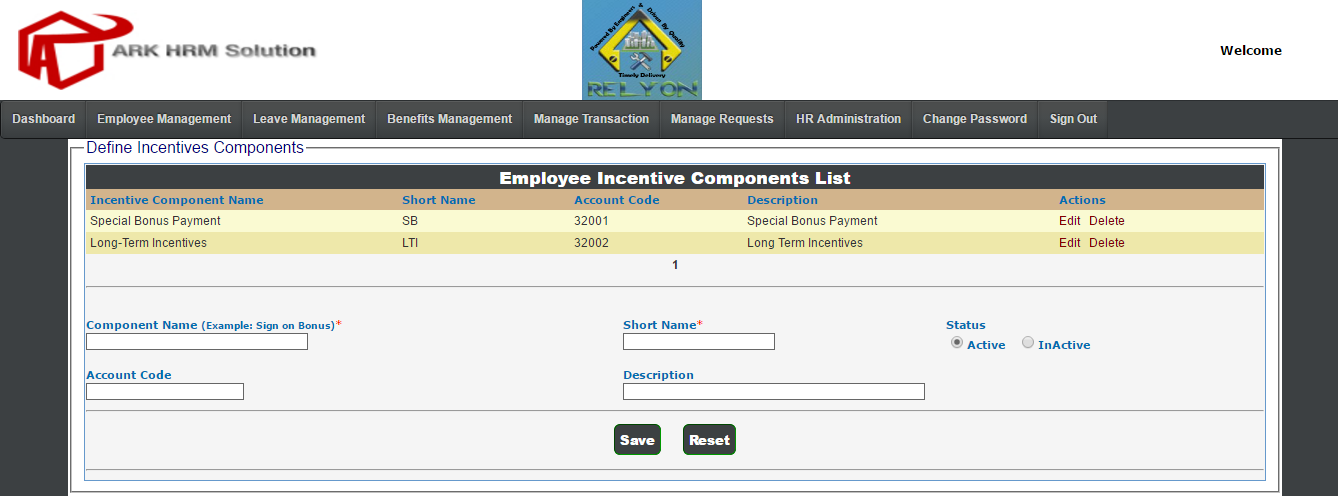 ARK HRM Solution
Powered By Engineers & Driven By Quality
Timely Delivery
RELYON
Welcome
Dashboard Employee Management Leave Management Benefits Management Manage Transaction Manage Requests HR Administration Change Password Sign Out
Define Incentives Components
Employee Incentive Components List
Incentive Component Name Short Name Account Code Description Actions
Special Bonus Payment SB 32001 Special Bonus Payment Edit Delete
Long-Term Incentives LTI 32002 Long Term Incentives Edit Delete
1
Component Name (Example: Sign on Bonus)* Short Name* Status
Active InActive
Account Code Description
Save Reset